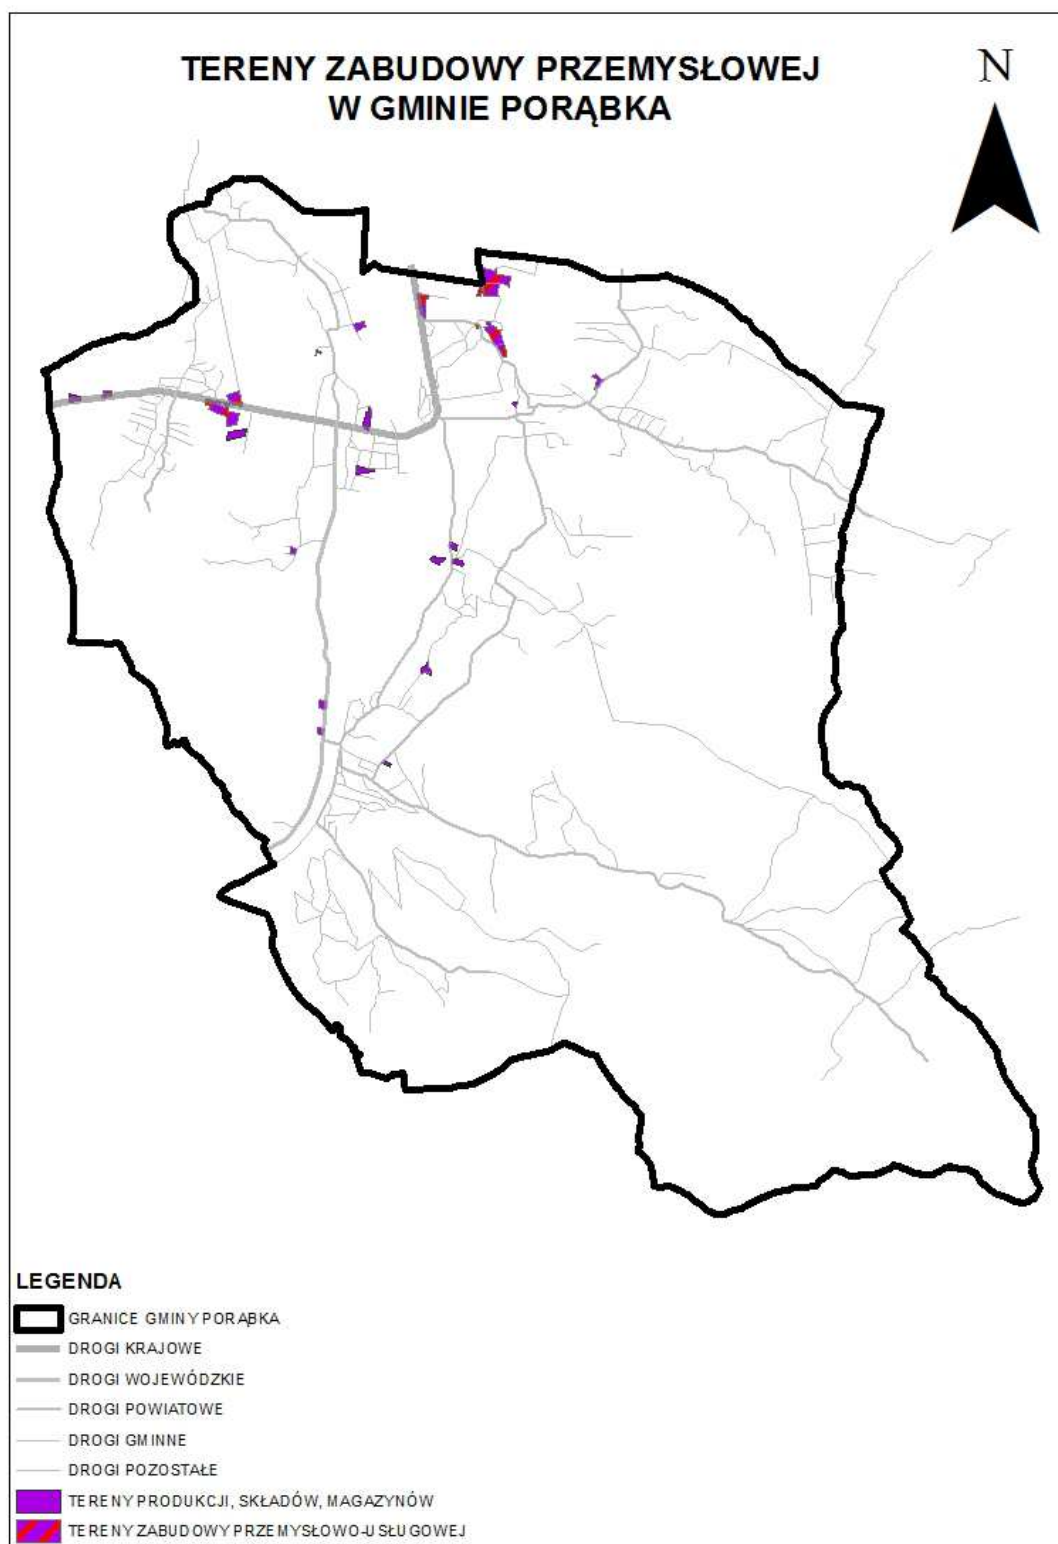 TERENY ZABUDOWY PRZEMYSŁOWEJ
W GMINIE PORĄBKA
N
LEGENDA
GRANICE GMINY PORĄBKA
DROGI KRAJOWE
DROGI WOJEWÓDZKIE
DROGI POWIATOWE
DROGI GMINNE
DROGI POZOSTAŁE
TERENY PRODUKCJI, SKŁADÓW, MAGAZYNÓW
TERENY ZABUDOWY PRZEMYSŁOWO-USŁUGOWEJ